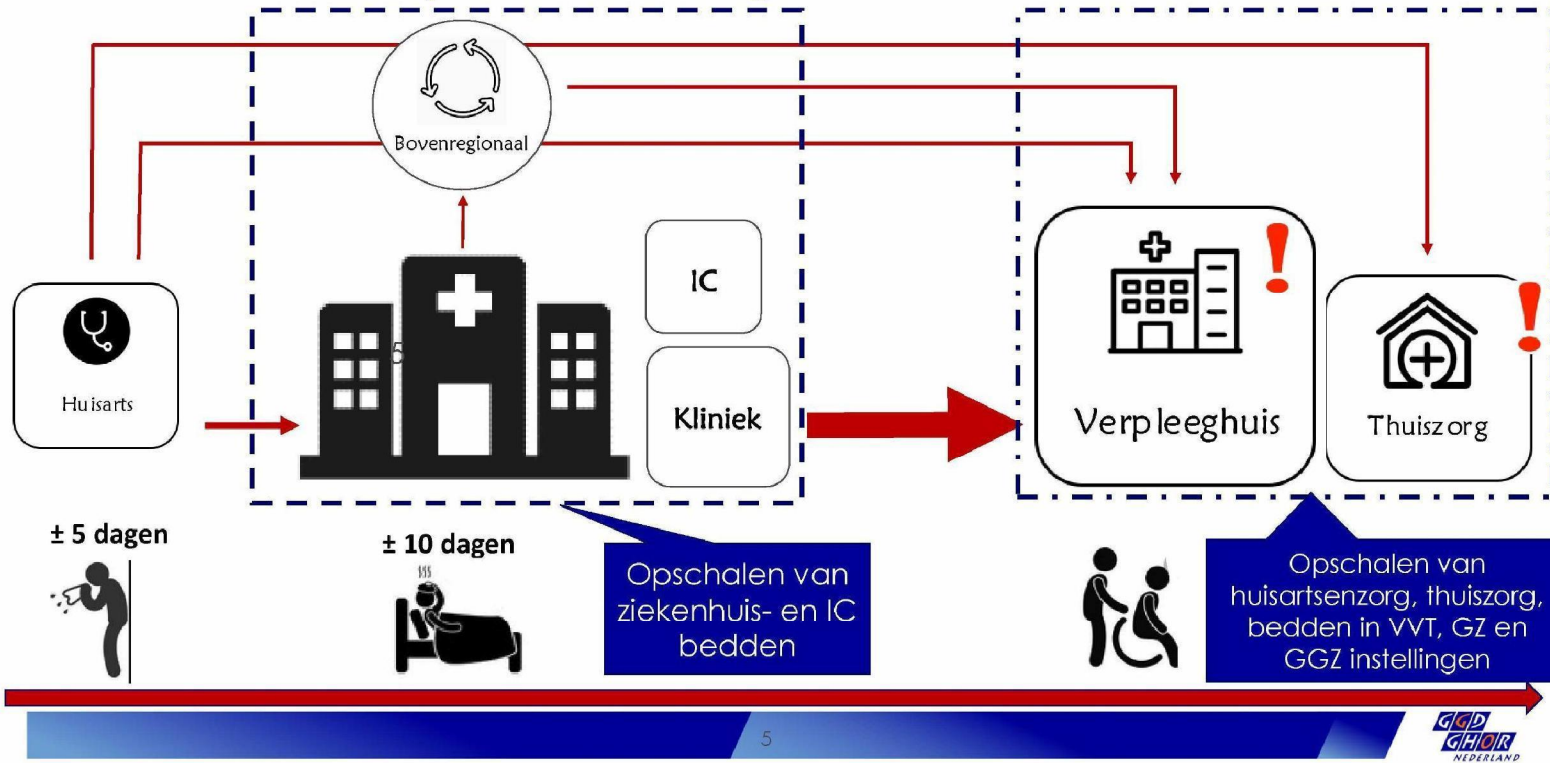 Bovenregionaal
Huisarts
5
IC
Kliniek
Verpleeghuis
Thuiszorg
± 5 dagen
± 10 dagen
Opschalen van
ziekenhuis- en IC
bedden
Opschalen van
huisartsenzorg, thuiszorg,
bedden in VVT, GZ en
GGZ instellingen
5
GGD
GHOR
NEDERLAND